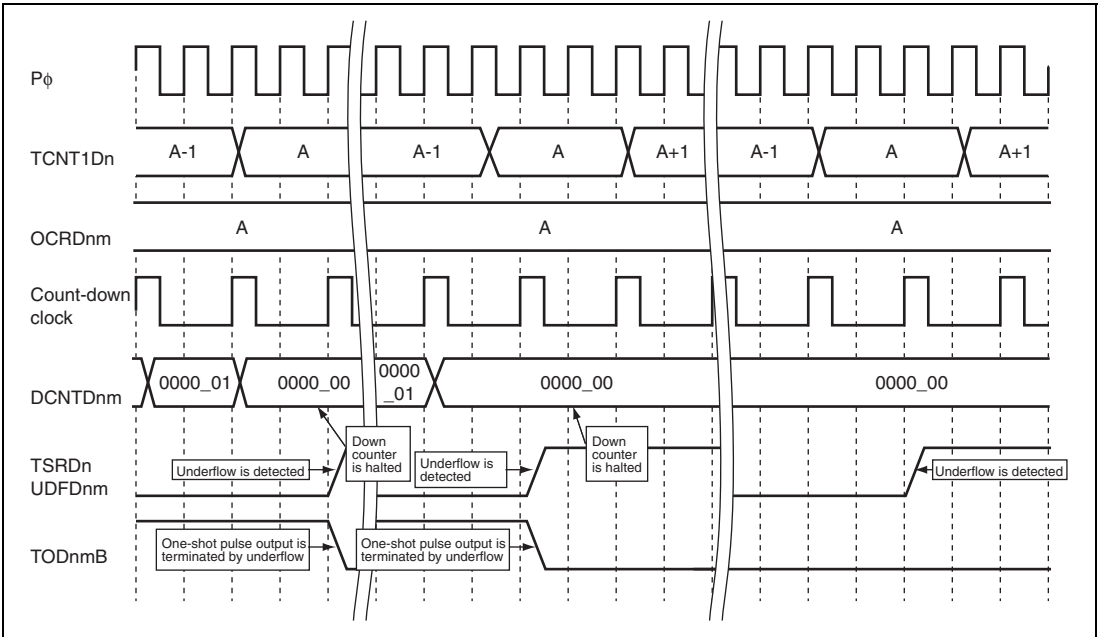 Pϕ
TCNT1Dn
A-1
A
A-1
A
A+1
A-1
A
A+1
OCRDnm
A
A
A
Count-down
clock
DCNTDnm
0000_01
0000_00
0000
_01
0000_00
0000_00
TSRDn
UDFDnm
Underflow is detected
Down
counter
is halted
Underflow is
detected
Down
counter
is halted
Underflow is detected
TODnmB
One-shot pulse output is
terminated by underflow
One-shot pulse output is
terminated by underflow